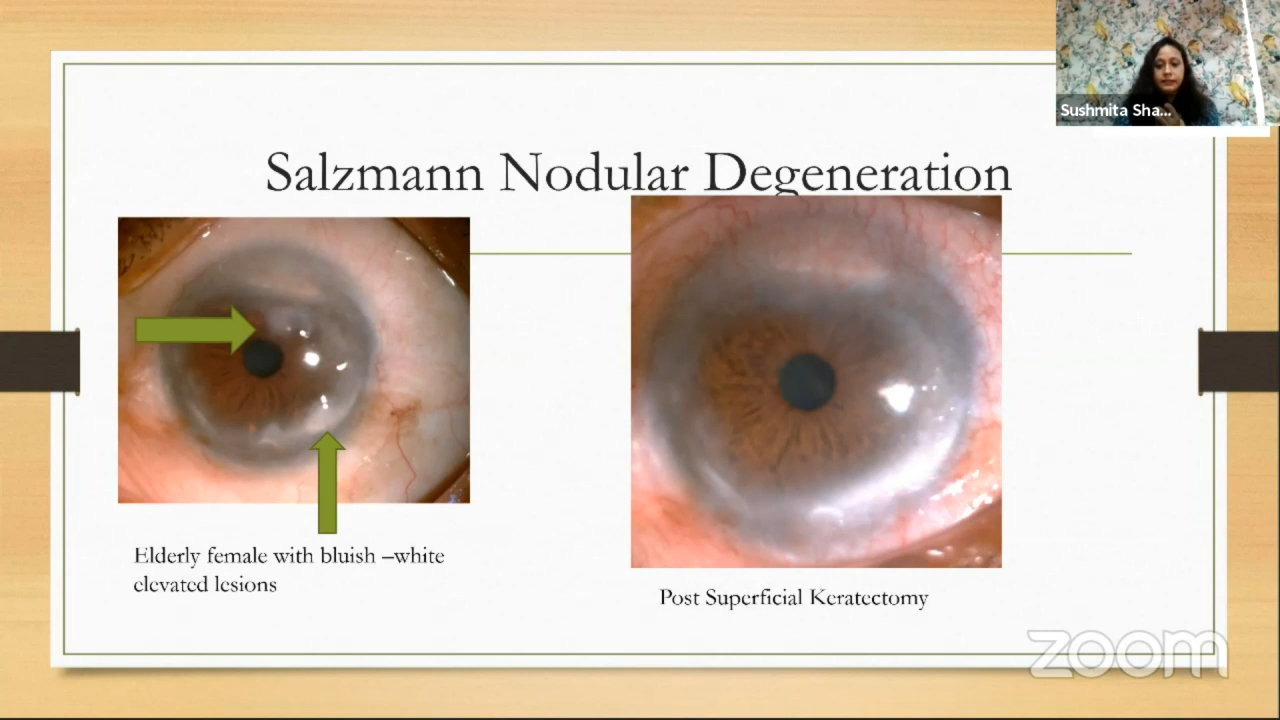 Sushmita Sha...
Salzmann Nodular Degeneration
Elderly female with bluish –white
elevated lesions
Post Superficial Keratectomy
zoom